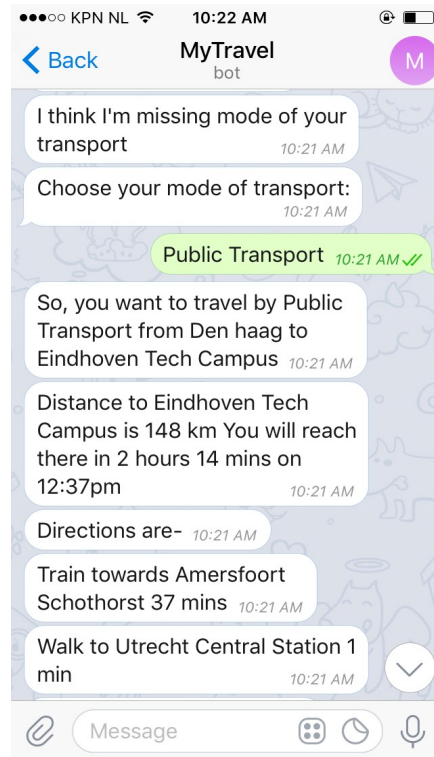 KPN NL 10:22 AM
Back
MyTravel
bot
M
I think I'm missing mode of your
transport 10:21 AM
Choose your mode of transport:
10:21 AM
Public Transport 10:21 AM
So, you want to travel by Public
Transport from Den haag to
Eindhoven Tech Campus 10:21 AM
Distance to Eindhoven Tech
Campus is 148 km You will reach
there in 2 hours 14 mins on
12:37pm 10:21 AM
Directions are- 10:21 AM
Train towards Amersfoort
Schothorst 37 mins 10:21 AM
Walk to Utrecht Central Station 1
min 10:21 AM
Message